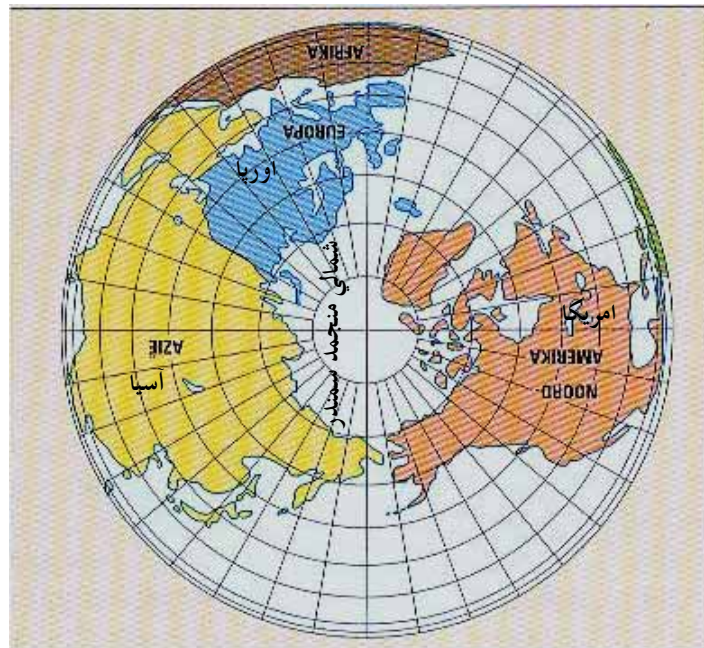 AFRIKA
EUROPA
اورپا
شمالي منجمد سمندر
امریکا
AZIË
آسیا
NOORD-
AMERIKA